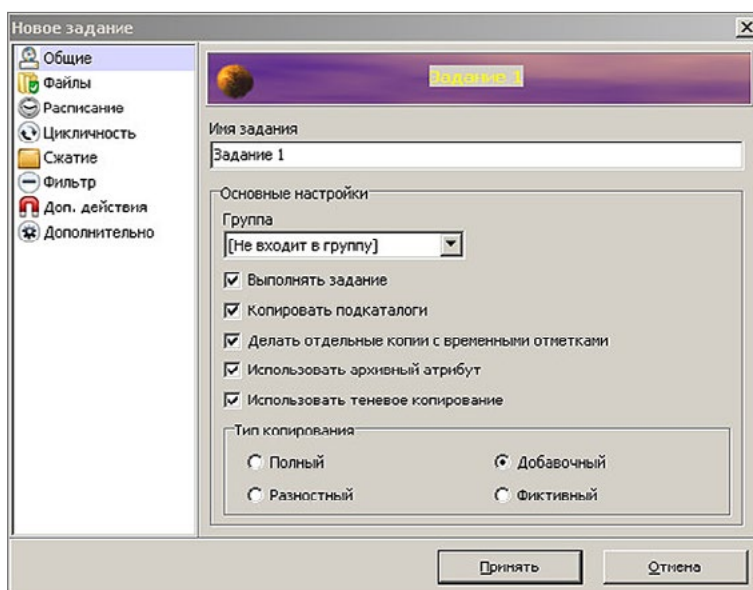 Новое задание
Общие
Файлы
Расписание
Цикличность
Сжатие
Фильтр
Доп. действия
Дополнительно
Задание 1
Имя задания
Задание 1
Основные настройки
Группа
[Не входит в группу]
Выполнять задание
Копировать подкаталоги
Делать отдельные копии с временными отметками
Использовать архивный атрибут
Использовать теневое копирование
Тип копирования
Полный
Добавочный
Разностный
Фиктивный
Принять
Отмена